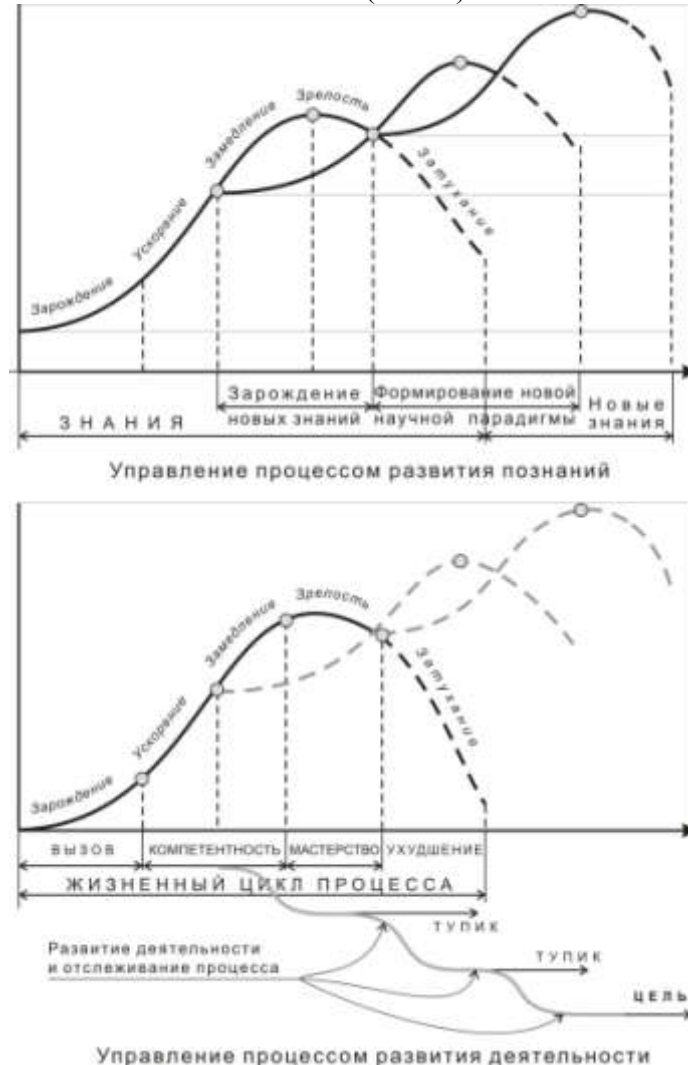 Зарождение
Ускорение
Замедление
Зрелость
Затухание
Зарождение
новых знаний
Формирование новой
научной парадигмы
Новые
знания
ЗНАНИЯ
Управление процессом развития познаний
Зарождение
Ускорение
Замедление
Зрелость
Затухание
ВЫЗОВ
КОМПЕТЕНТНОСТЬ
МАСТЕРСТВО
УХУДШЕНИЕ
ЖИЗНЕННЫЙ ЦИКЛ ПРОЦЕССА
ТУПИК
Развитие деятельности
и отслеживание процесса
ТУПИК
ЦЕЛЬ
Управление процессом развития деятельности